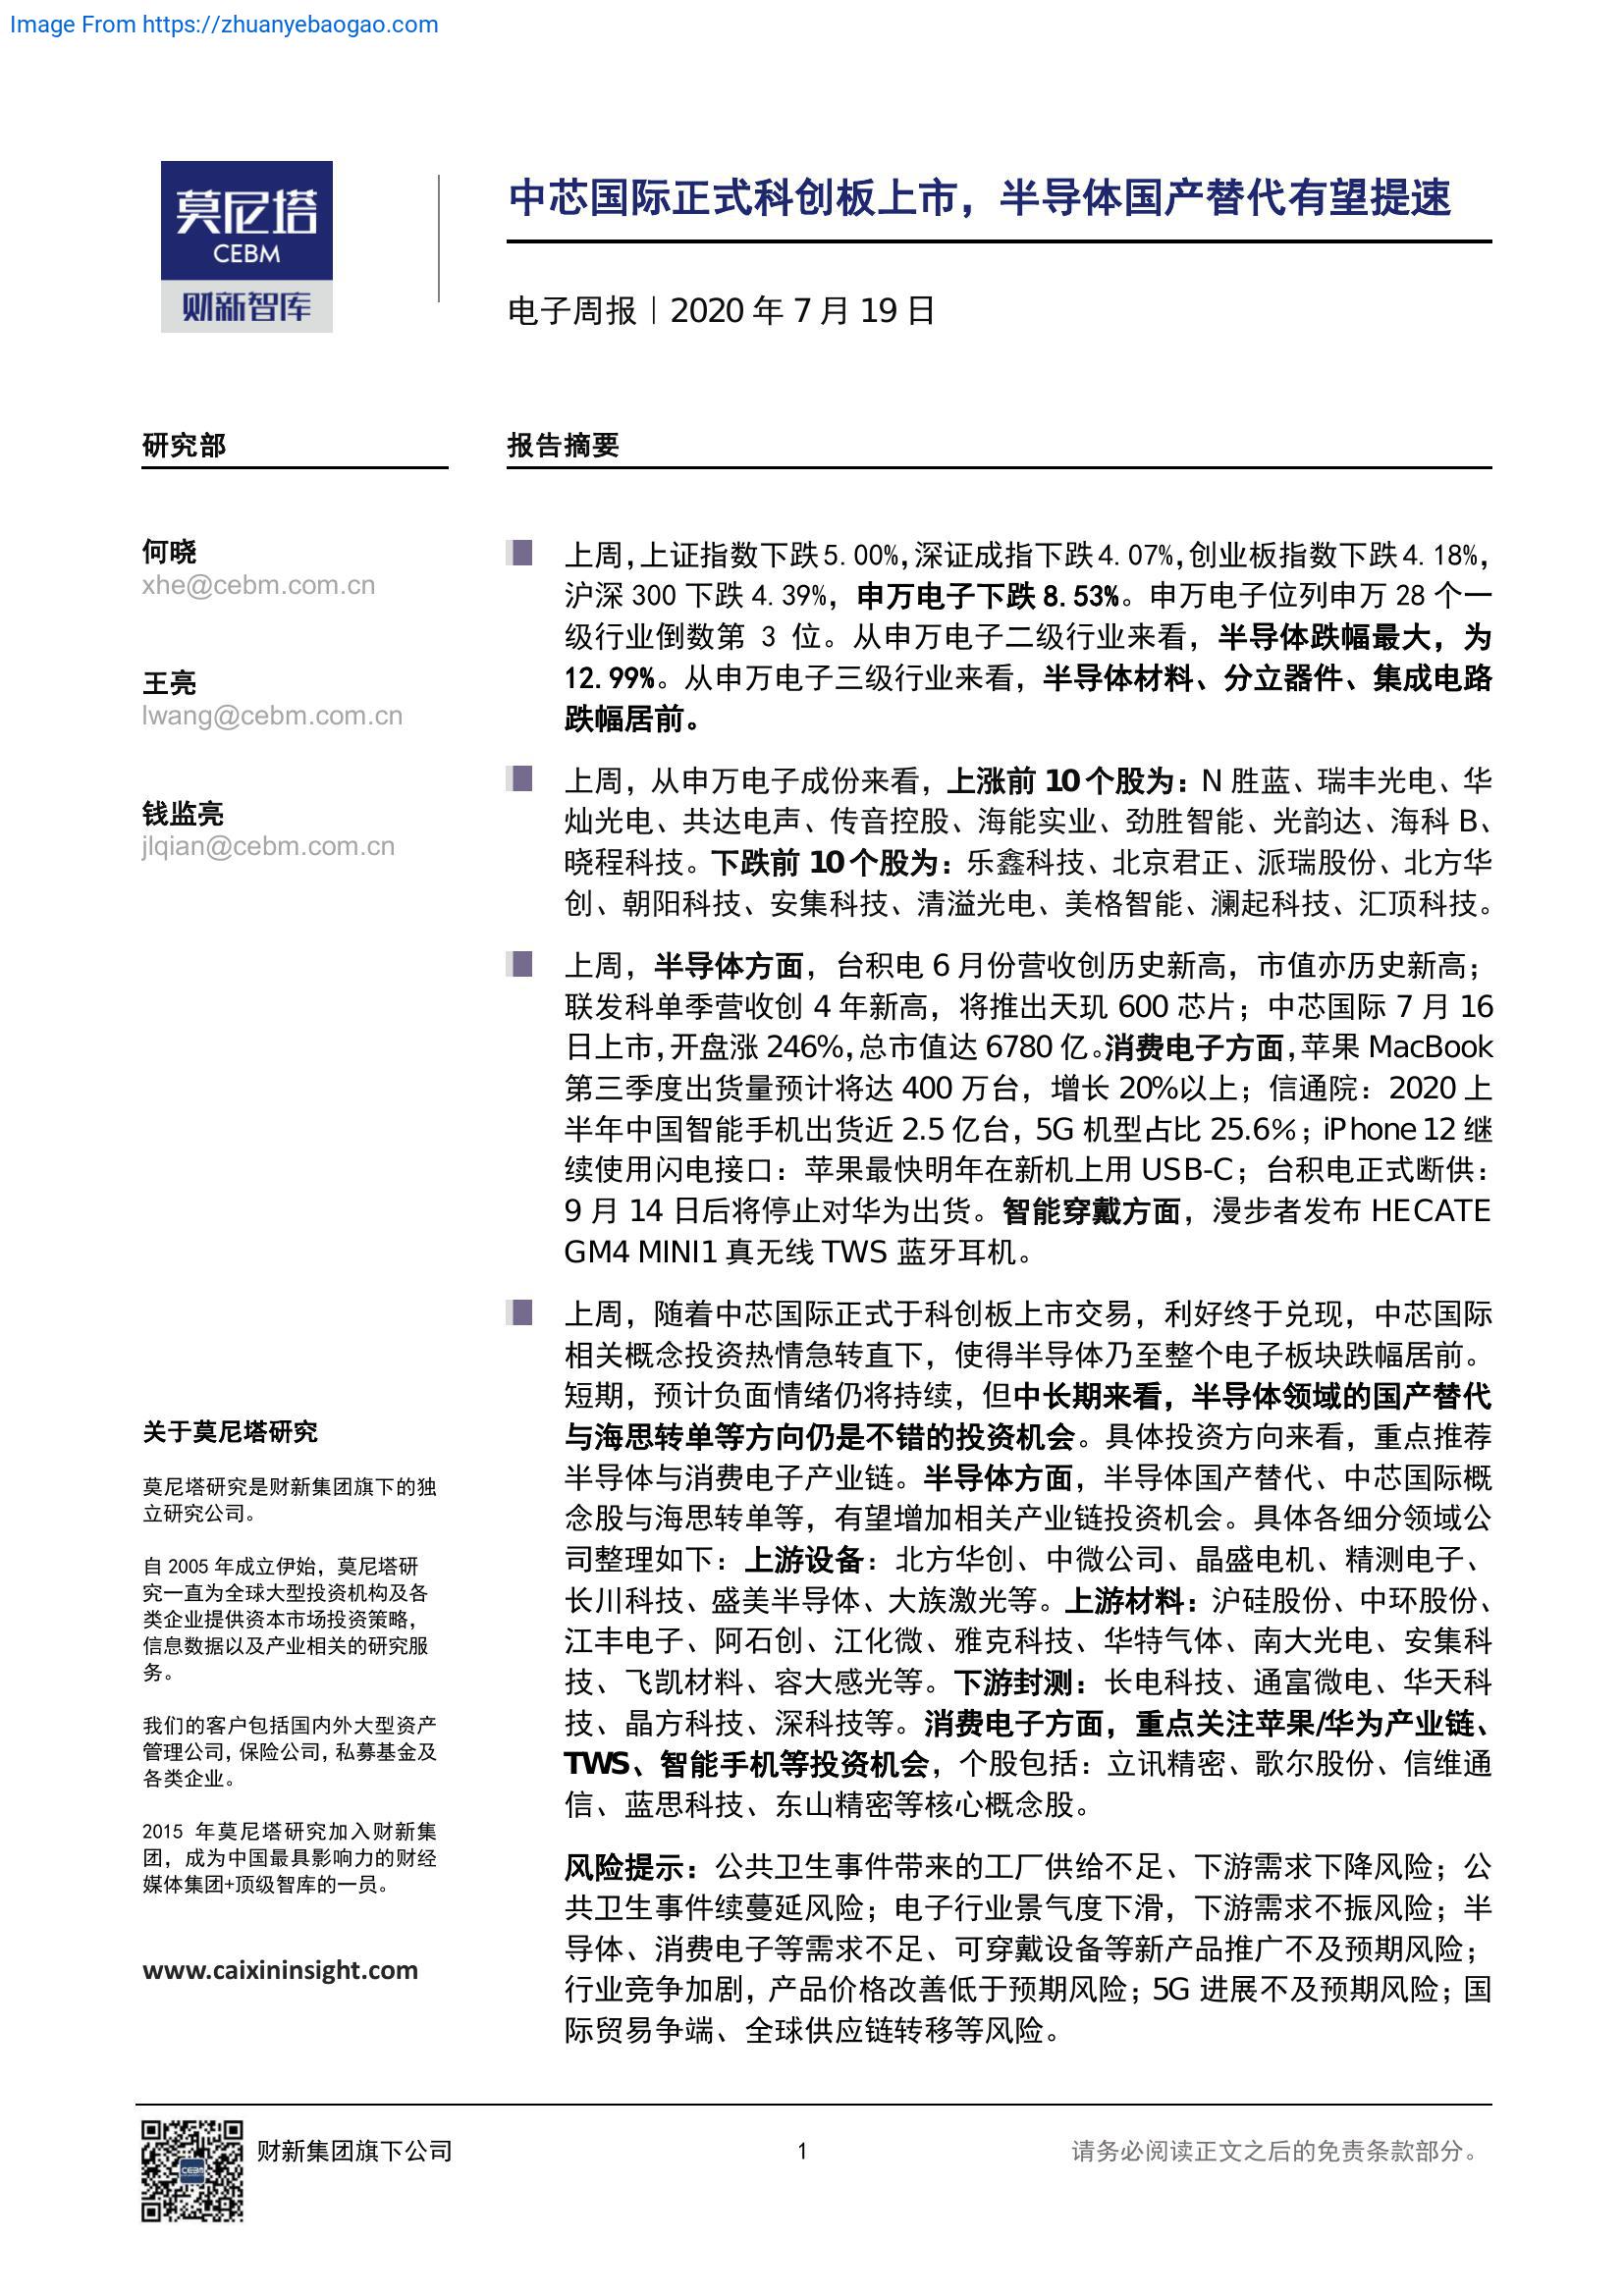 Image From https://zhuanyebaogao.com
莫尼塔
CEBM
财新智库
中芯国际正式科创板上市，半导体国产替代有望提速
电子周报｜2020 年 7 月 19 日
研究部
何晓
xhe@cebm.com.cn
王亮
lwang@cebm.com.cn
钱监亮
jlqian@cebm.com.cn
关于莫尼塔研究
莫尼塔研究是财新集团旗下的独
立研究公司。
自 2005 年成立伊始，莫尼塔研
究一直为全球大型投资机构及各
类企业提供资本市场投资策略，
信息数据以及产业相关的研究服
务。
我们的客户包括国内外大型资产
管理公司，保险公司，私募基金及
各类企业。
2015 年莫尼塔研究加入财新集
团，成为中国最具影响力的财经
媒体集团+顶级智库的一员。
www.caixininsight.com
报告摘要
上周，上证指数下跌 5.00%，深证成指下跌 4.07%，创业板指数下跌 4.18%，
沪深 300 下跌 4.39%，申万电子下跌 8.53%。申万电子位列申万 28 个一
级行业倒数第 3 位。从申万电子二级行业来看，半导体跌幅最大，为
12.99%。从申万电子三级行业来看，半导体材料、分立器件、集成电路
跌幅居前。
上周，从申万电子成份来看，上涨前 10 个股为：N 胜蓝、瑞丰光电、华
灿光电、共达电声、传音控股、海能实业、劲胜智能、光韵达、海科 B、
晓程科技。下跌前 10 个股为：乐鑫科技、北京君正、派瑞股份、北方华
创、朝阳科技、安集科技、清溢光电、美格智能、澜起科技、汇顶科技。
上周，半导体方面，台积电 6 月份营收创历史新高，市值亦历史新高；
联发科单季营收创 4 年新高，将推出天玑 600 芯片；中芯国际 7 月 16
日上市，开盘涨 246%，总市值达 6780 亿。消费电子方面，苹果 MacBook
第三季度出货量预计将达 400 万台，增长 20%以上；信通院：2020 上
半年中国智能手机出货近 2.5 亿台，5G 机型占比 25.6%；iPhone 12 继
续使用闪电接口：苹果最快明年在新机上用 USB-C；台积电正式断供：
9 月 14 日后将停止对华为出货。智能穿戴方面，漫步者发布 HECATE
GM4 MINI1 真无线 TWS 蓝牙耳机。
上周，随着中芯国际正式于科创板上市交易，利好终于兑现，中芯国际
相关概念投资热情急转直下，使得半导体乃至整个电子板块跌幅居前。
短期，预计负面情绪仍将持续，但中长期来看，半导体领域的国产替代
与海思转单等方向仍是不错的投资机会。具体投资方向来看，重点推荐
半导体与消费电子产业链。半导体方面，半导体国产替代、中芯国际概
念股与海思转单等，有望增加相关产业链投资机会。具体各细分领域公
司整理如下：上游设备：北方华创、中微公司、晶盛电机、精测电子、
长川科技、盛美半导体、大族激光等。上游材料：沪硅股份、中环股份、
江丰电子、阿石创、江化微、雅克科技、华特气体、南大光电、安集科
技、飞凯材料、容大感光等。下游封测：长电科技、通富微电、华天科
技、晶方科技、深科技等。消费电子方面，重点关注苹果/华为产业链、
TWS、智能手机等投资机会，个股包括：立讯精密、歌尔股份、信维通
信、蓝思科技、东山精密等核心概念股。
风险提示：公共卫生事件带来的工厂供给不足、下游需求下降风险；公
共卫生事件续蔓延风险；电子行业景气度下滑，下游需求不振风险；半
导体、消费电子等需求不足、可穿戴设备等新产品推广不及预期风险；
行业竞争加剧，产品价格改善低于预期风险；5G 进展不及预期风险；国
际贸易争端、全球供应链转移等风险。
CEBM
财新集团旗下公司
1
请务必阅读正文之后的免责条款部分。